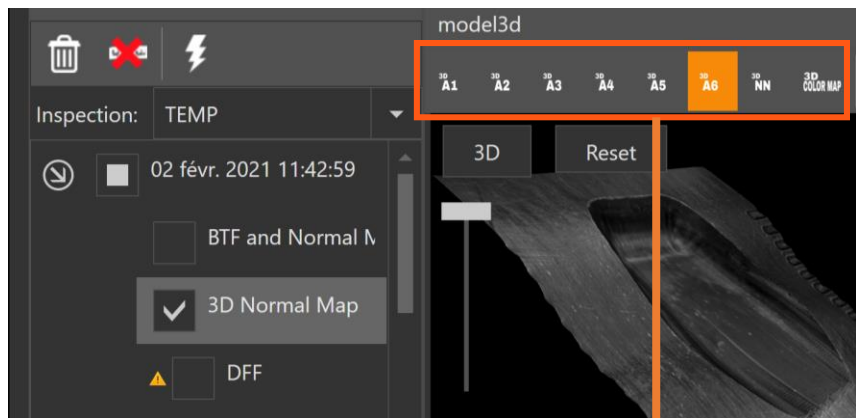 model3d
3D A1 3D A2 3D A3 3D A4 3D A5 3D A6 3D NN 3D COLOR MAP
Inspection: TEMP
3D Reset
02 févr. 2021 11:42:59
BTF and Normal M
3D Normal Map
DFF